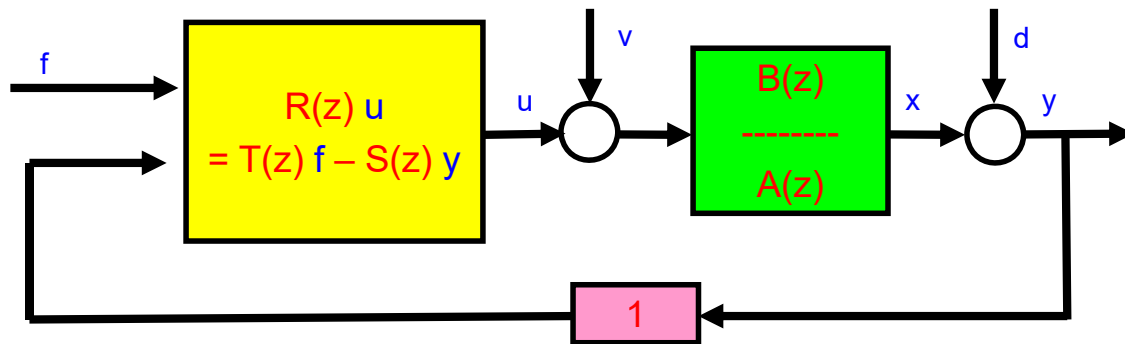 f
R(z) u
= T(z) f – S(z) y
u
v
B(z)
--------
A(z)
x
d
y
1